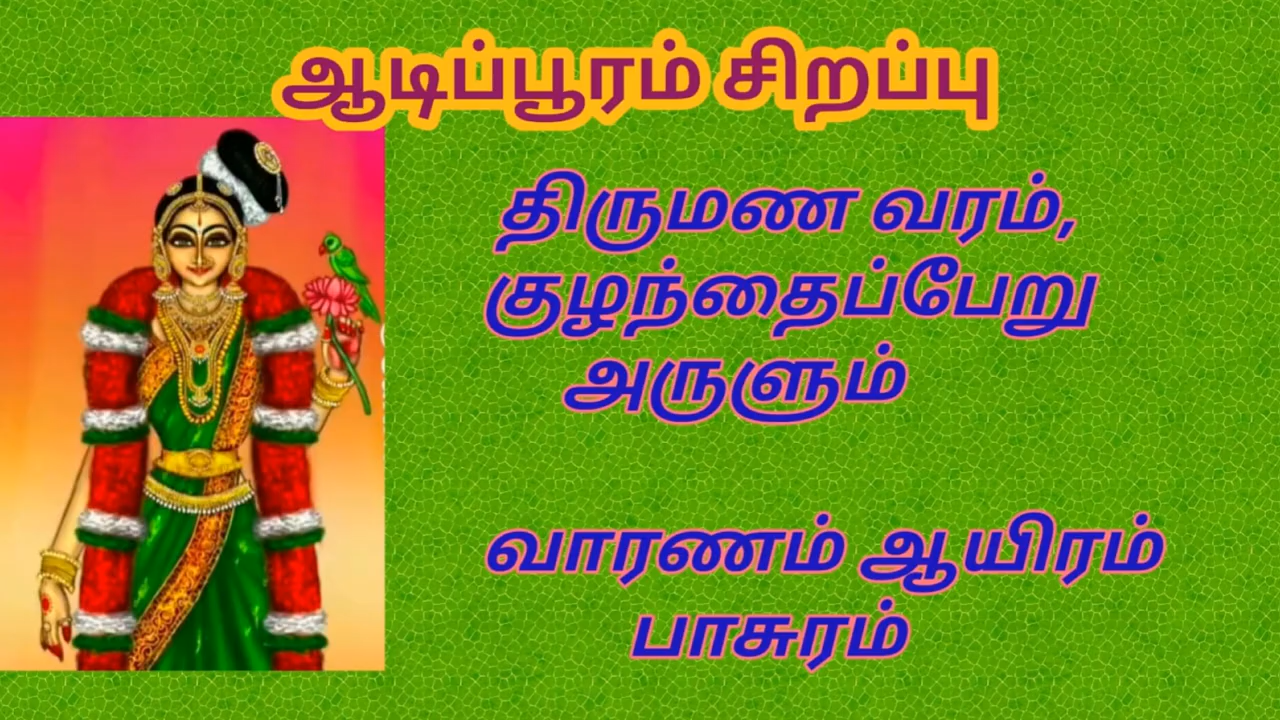 ஆடிப்பூரம் சிறப்பு
திருமண வரம்,
குழந்தைப்பேறு
அருளும்
வாரணம் ஆயிரம்
பாசுரம்